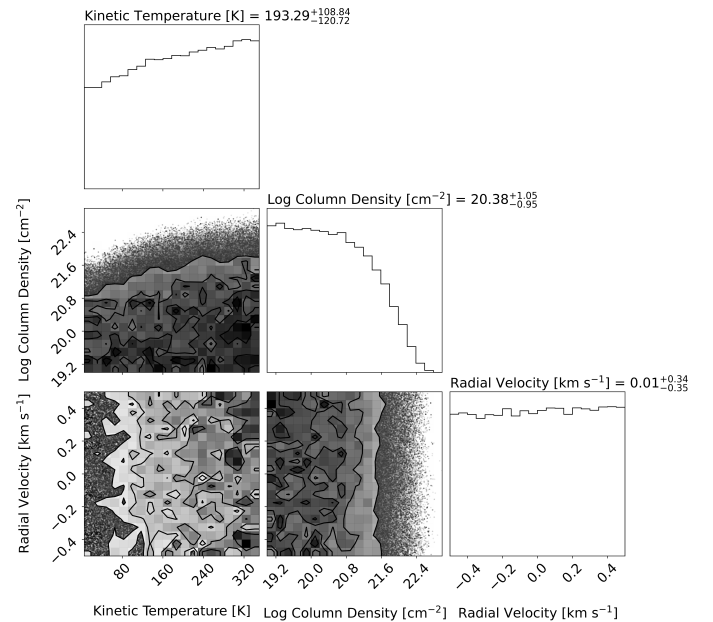 Kinetic Temperature [K] = 193.29+108.84−120.72
Log Column Density [cm−2]
22.4
21.6
20.8
20.0
19.2
Log Column Density [cm−2] = 20.38+1.05−0.95
Radial Velocity [km s−1]
0.4
0.2
0.0
−0.2
−0.4
Radial Velocity [km s−1] = 0.01+0.34−0.35
80 160 240 320
19.2 20.0 20.8 21.6 22.4
−0.4 −0.2 0.0 0.2 0.4
Kinetic Temperature [K]
Log Column Density [cm−2]
Radial Velocity [km s−1]